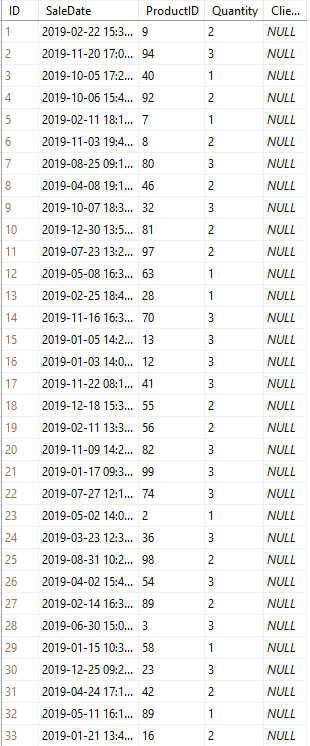 ID SaleDate ProductID Quantity Clie...
1 2019-02-22 15:3... 9 2 NULL
2 2019-11-20 17:0... 94 3 NULL
3 2019-10-05 17:2... 40 1 NULL
4 2019-10-06 15:4... 92 2 NULL
5 2019-02-11 18:1... 7 1 NULL
6 2019-11-03 19:4... 8 2 NULL
7 2019-08-25 09:1... 80 3 NULL
8 2019-04-08 19:1... 46 2 NULL
9 2019-10-07 18:3... 32 3 NULL
10 2019-12-30 13:5... 81 2 NULL
11 2019-07-23 13:2... 97 2 NULL
12 2019-05-08 16:3... 63 1 NULL
13 2019-02-25 18:4... 28 1 NULL
14 2019-11-16 16:3... 70 3 NULL
15 2019-01-05 14:2... 13 3 NULL
16 2019-01-03 14:0... 12 3 NULL
17 2019-11-22 08:1... 41 3 NULL
18 2019-12-18 15:3... 55 2 NULL
19 2019-02-11 13:3... 56 2 NULL
20 2019-11-09 14:2... 82 3 NULL
21 2019-01-17 09:3... 99 3 NULL
22 2019-07-27 12:1... 74 3 NULL
23 2019-05-02 14:0... 2 1 NULL
24 2019-03-23 12:3... 36 3 NULL
25 2019-08-31 10:2... 98 2 NULL
26 2019-04-02 15:4... 54 3 NULL
27 2019-02-14 16:3... 89 2 NULL
28 2019-06-30 15:0... 3 3 NULL
29 2019-01-15 10:3... 58 1 NULL
30 2019-12-25 09:2... 23 3 NULL
31 2019-04-24 17:1... 42 2 NULL
32 2019-05-11 16:1... 89 1 NULL
33 2019-01-21 13:4... 16 2 NULL